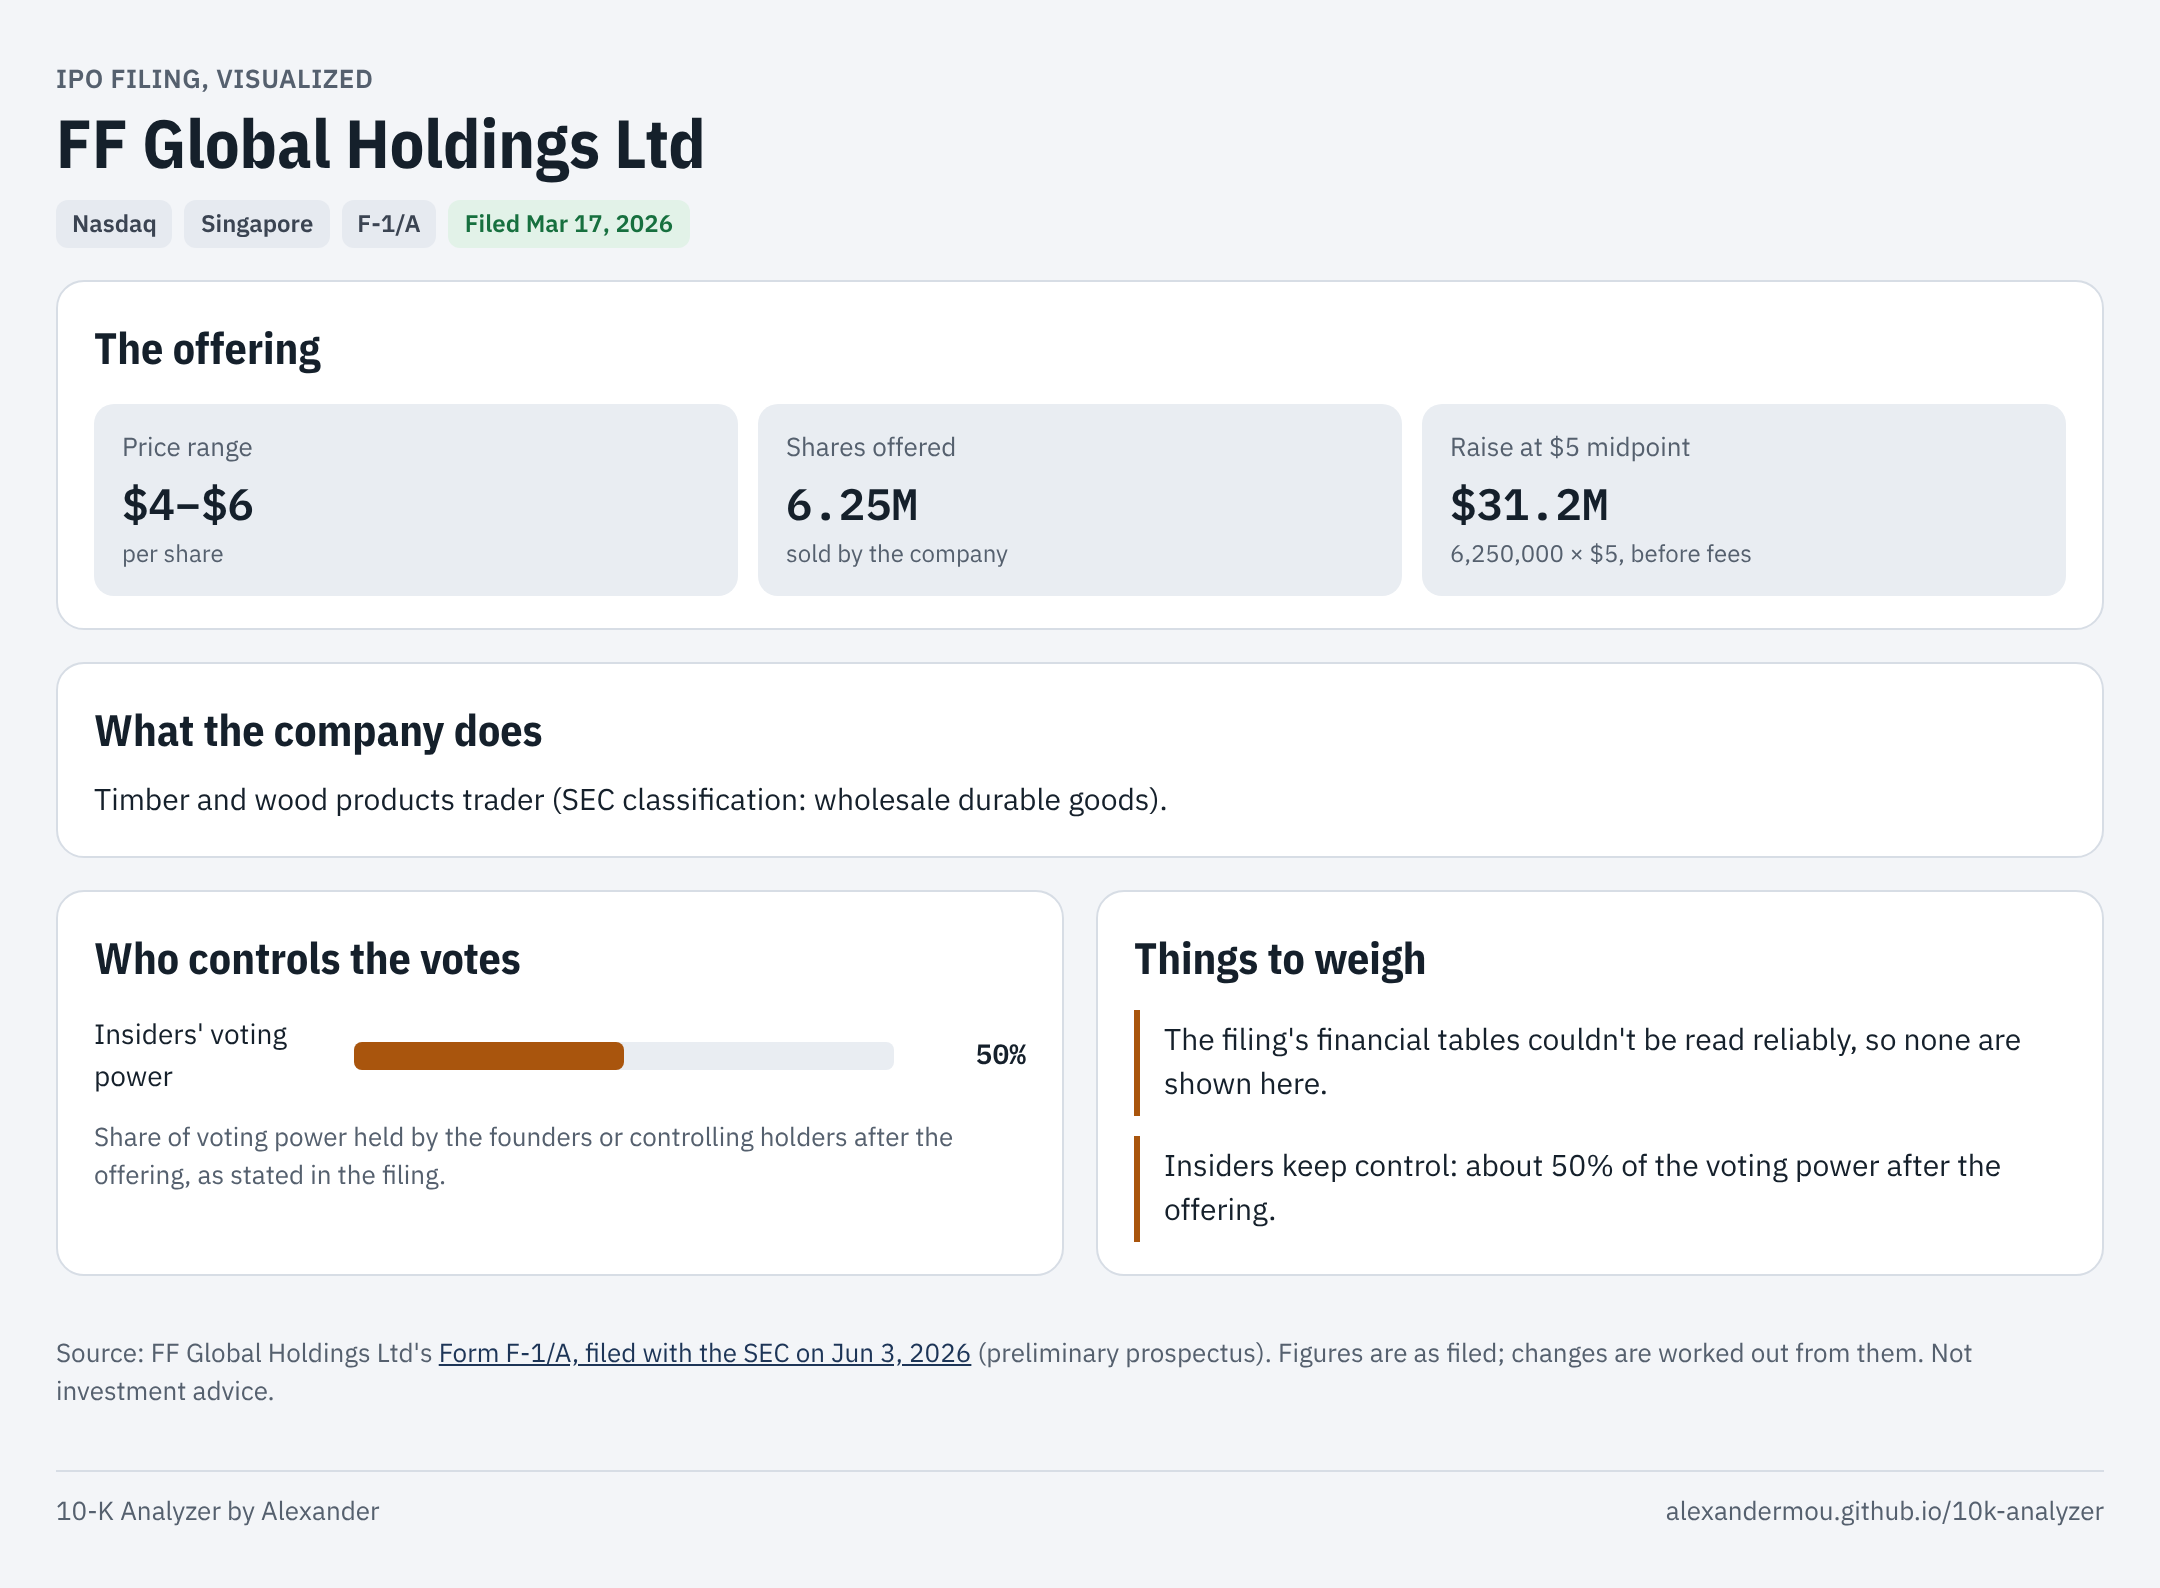 IPO FILING, VISUALIZED
FF Global Holdings Ltd
Nasdaq Singapore F-1/A Filed Mar 17, 2026
The offering
Price range
$4–$6
per share
Shares offered
6.25M
sold by the company
Raise at $5 midpoint
$31.2M
6,250,000 × $5, before fees
What the company does
Timber and wood products trader (SEC classification: wholesale durable goods).
Who controls the votes
Insiders' voting
power
50%
Share of voting power held by the founders or controlling holders after the
offering, as stated in the filing.
Things to weigh
The filing's financial tables couldn't be read reliably, so none are
shown here.
Insiders keep control: about 50% of the voting power after the
offering.
Source: FF Global Holdings Ltd's Form F-1/A, filed with the SEC on Jun 3, 2026 (preliminary prospectus). Figures are as filed; changes are worked out from them. Not
investment advice.
10-K Analyzer by Alexander
alexandermou.github.io/10k-analyzer